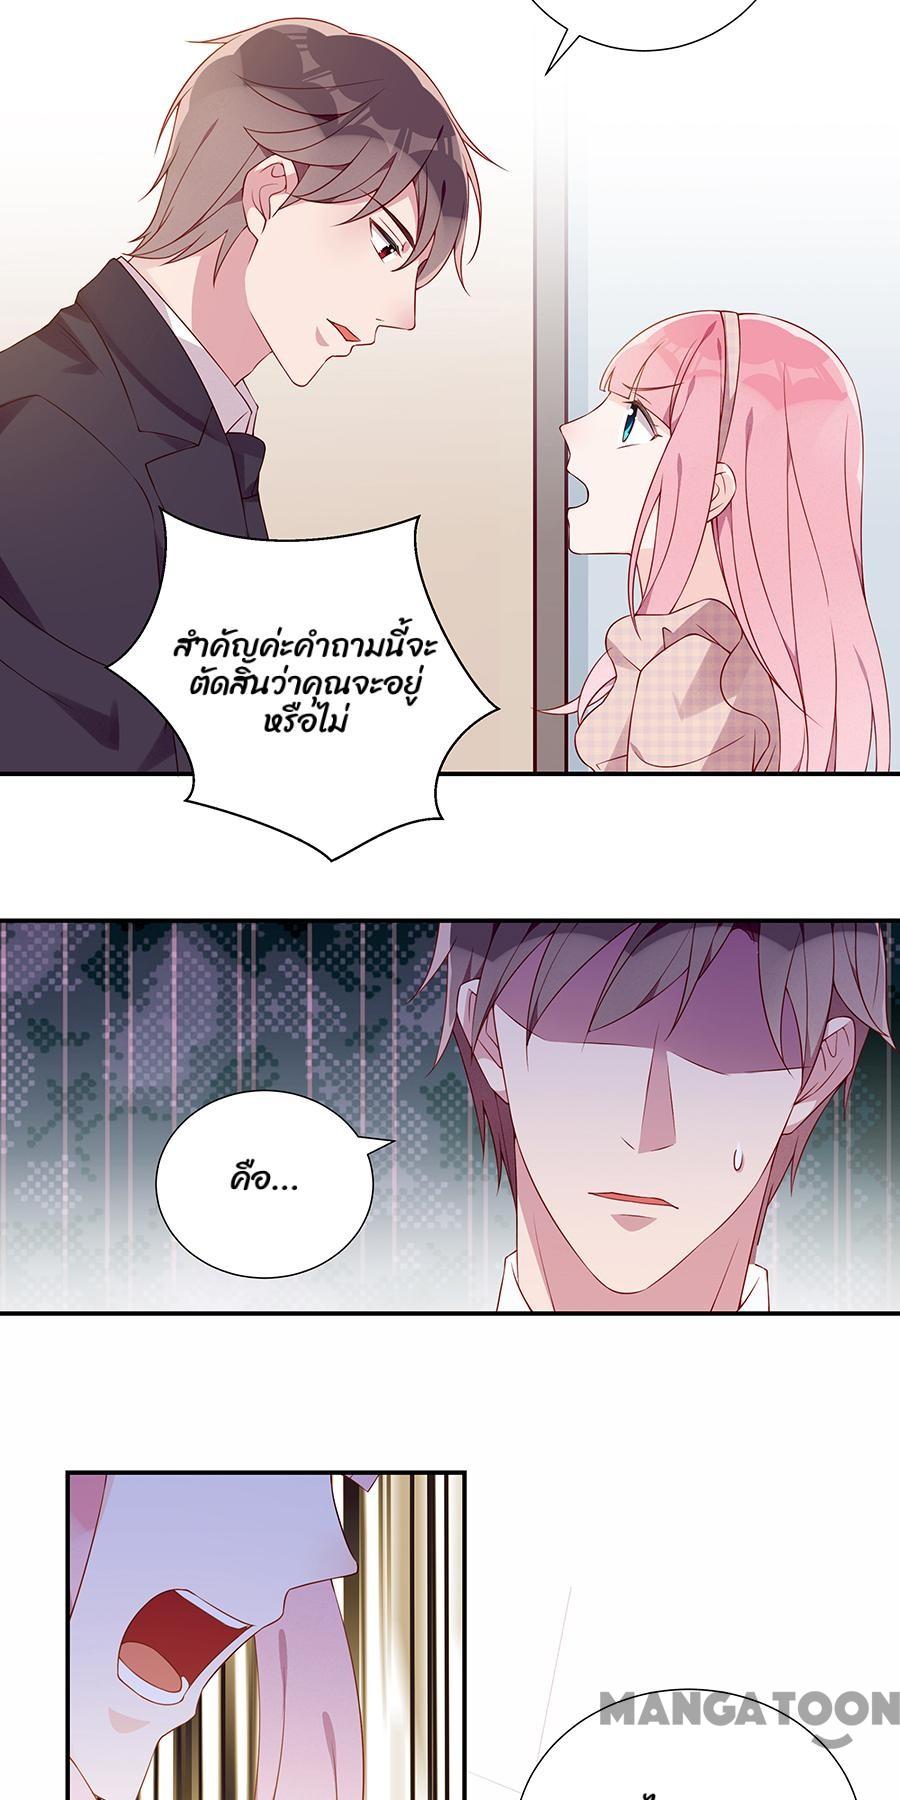 สำคัญค่ะคำถามนี้จะ
ตัดสินว่าคุณจะอยู่
หรือไม่
คือ...
MANGATOON